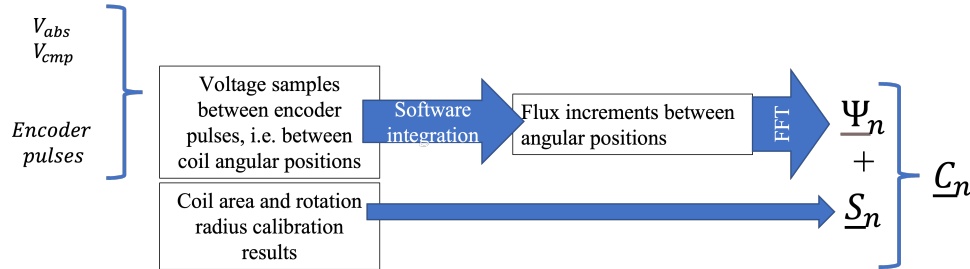 V_abs
V_cmp
Encoder
pulses
Voltage samples
between encoder
pulses, i.e. between
coil angular positions
Software
integration
Flux increments between
angular positions
FFT
Ψ_n
+
S_n
C_n
Coil area and rotation
radius calibration
results